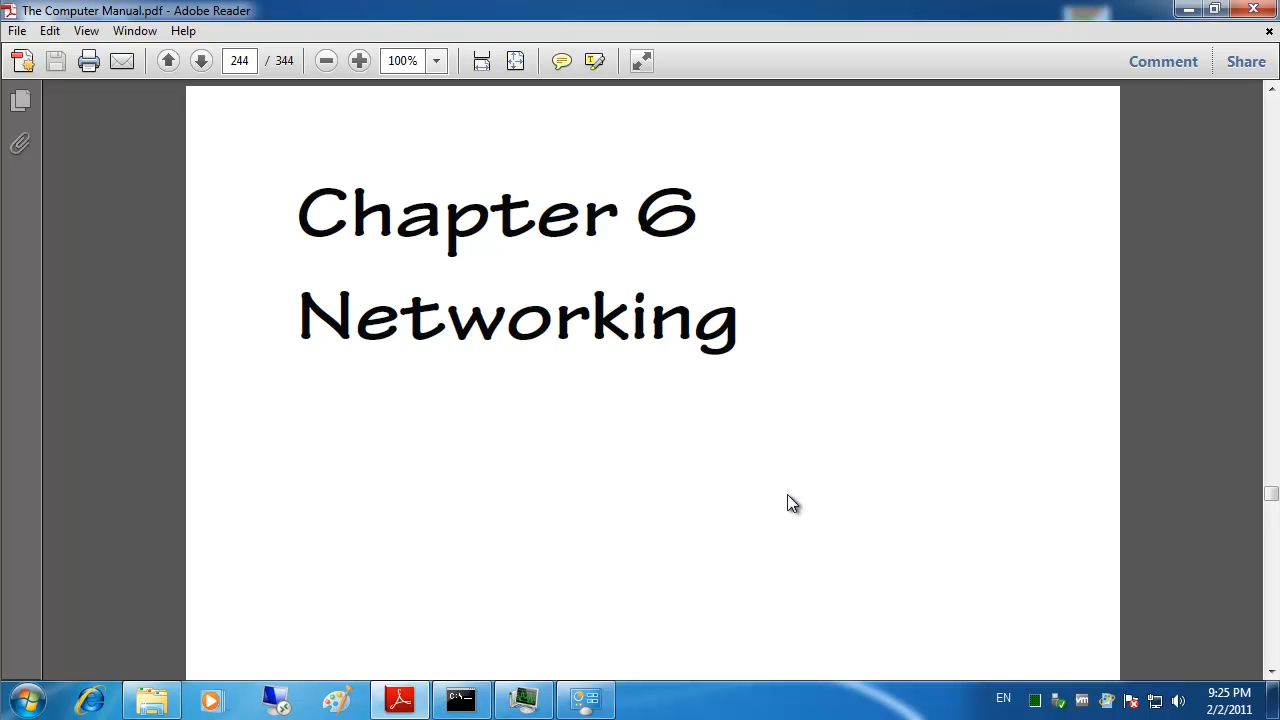 The Computer Manual.pdf - Adobe Reader
File Edit View Window Help
244 / 344 100% Comment Share
Chapter 6
Networking
C:\_
EN 9:25 PM
2/2/2011